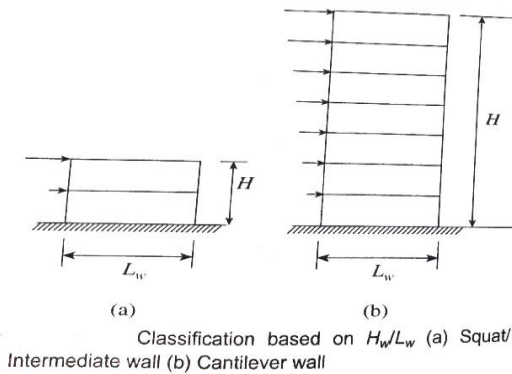 H
H
L_w
L_w
(a)
(b)
Classification based on H_w/L_w (a) Squat/
Intermediate wall (b) Cantilever wall